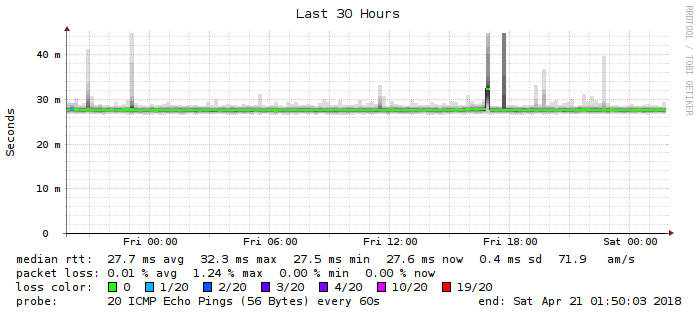 Last 30 Hours
RRDTOOL / TOBI OETIKER
Seconds
40 m
30 m
20 m
10 m
0
Fri 00:00 Fri 06:00 Fri 12:00 Fri 18:00 Sat 00:00
median rtt: 27.7 ms avg 32.3 ms max 27.5 ms min 27.6 ms now 0.4 ms sd 71.9 am/s
packet loss: 0.01 % avg 1.24 % max 0.00 % min 0.00 % now
loss color: 0 1/20 2/20 3/20 4/20 10/20 19/20
probe: 20 ICMP Echo Pings (56 Bytes) every 60s end: Sat Apr 21 01:50:03 2018